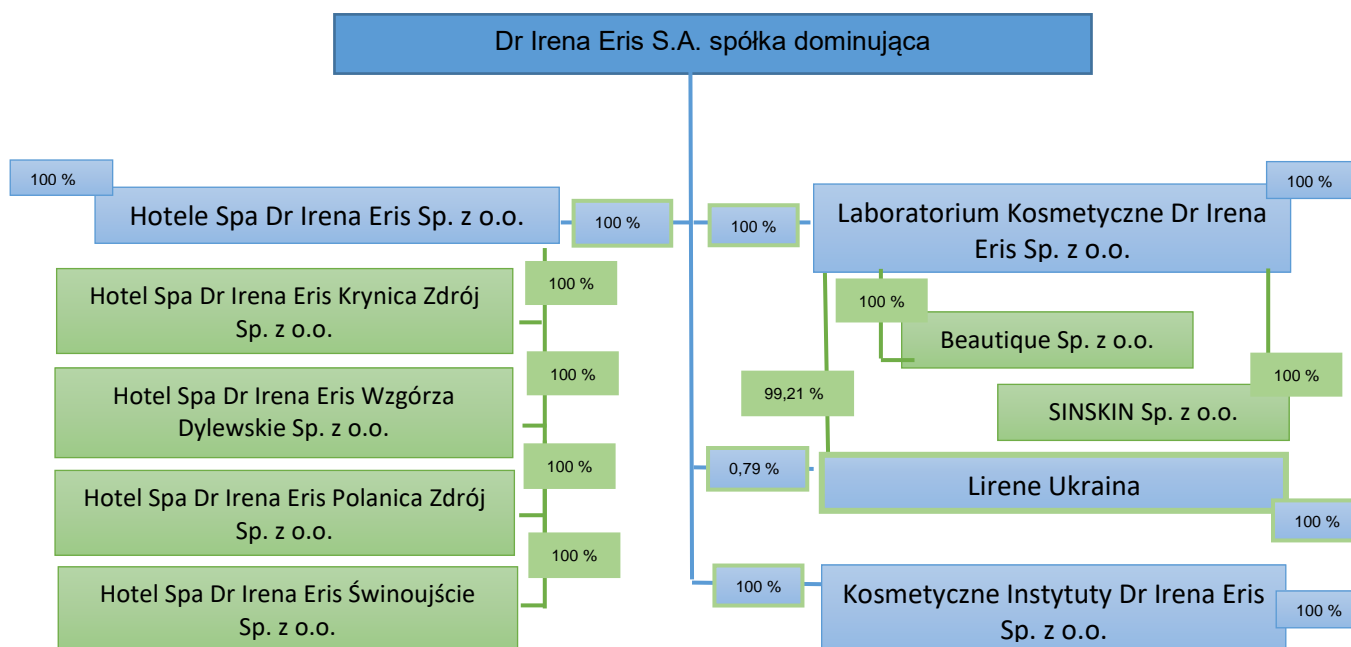 Dr Irena Eris S.A. spółka dominująca
100 %
Hotele Spa Dr Irena Eris Sp. z o.o.
100 %
100 %
Laboratorium Kosmetyczne Dr Irena
Eris Sp. z o.o.
100 %
Hotel Spa Dr Irena Eris Krynica Zdrój
Sp. z o.o.
100 %
Hotel Spa Dr Irena Eris Wzgórza
Dylewskie Sp. z o.o.
100 %
Hotel Spa Dr Irena Eris Polanica Zdrój
Sp. z o.o.
100 %
Hotel Spa Dr Irena Eris Świnoujście
Sp. z o.o.
100 %
100 %
Beautique Sp. z o.o.
100 %
SINSKIN Sp. z o.o.
99,21 %
0,79 %
Lirene Ukraina
100 %
100 %
Kosmetyczne Instytuty Dr Irena Eris
Sp. z o.o.
100 %